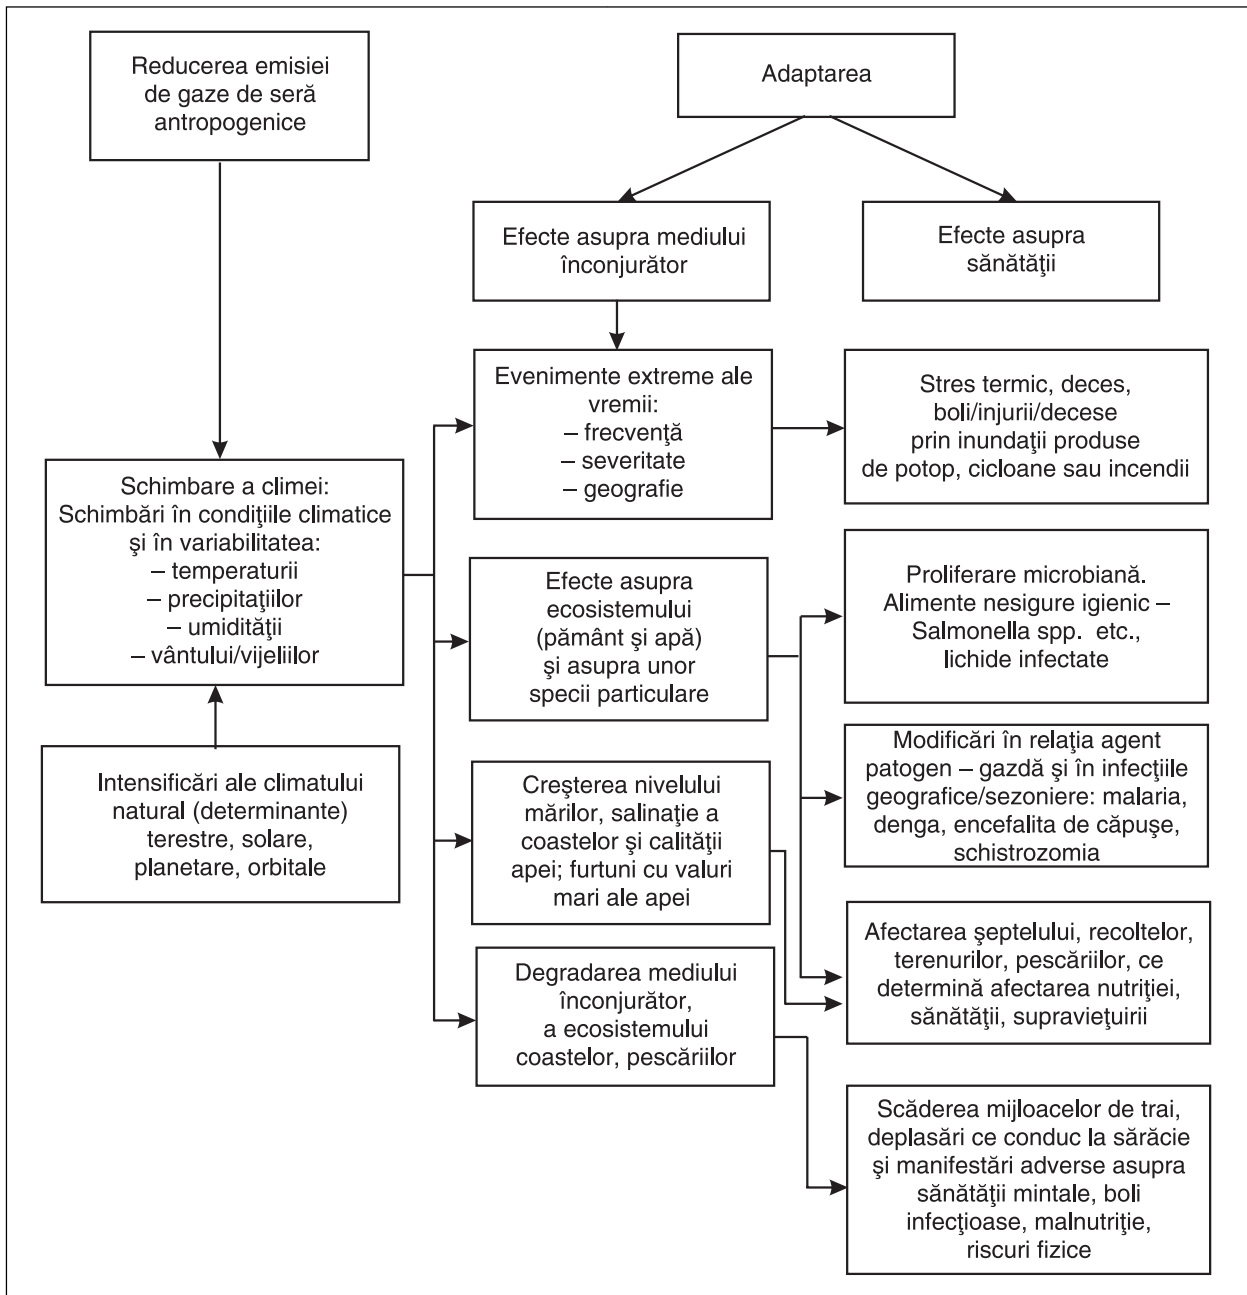 Reducerea emisiei
de gaze de seră
antropogenice
Adaptarea
Efecte asupra mediului
înconjurător
Efecte asupra
sănătăţii
Evenimente extreme ale
vremii:
– frecvenţă
– severitate
– geografie
Stres termic, deces,
boli/injurii/decese
prin inundaţii produse
de potop, cicloane sau incendii
Schimbare a climei:
Schimbări în condiţiile climatice
şi în variabilitatea:
– temperaturii
– precipitaţiilor
– umidităţii
– vântului/vijeliilor
Efecte asupra
ecosistemului
(pământ şi apă)
şi asupra unor
specii particulare
Proliferare microbiană.
Alimente nesigure igienic –
Salmonella spp. etc.,
lichide infectate
Intensificări ale climatului
natural (determinante)
terestre, solare,
planetare, orbitale
Creşterea nivelului
mărilor, salinaţie a
coastelor şi calităţii
apei; furtuni cu valuri
mari ale apei
Modificări în relaţia agent
patogen – gazdă şi în infecţiile
geografice/sezoniere: malaria,
denga, encefalita de căpuşe,
schistrozomia
Degradarea mediului
înconjurător,
a ecosistemului
coastelor, pescăriilor
Afectarea şeptelului, recoltelor,
terenurilor, pescăriilor, ce
determină afectarea nutriţiei,
sănătăţii, supravieţuirii
Scăderea mijloacelor de trai,
deplasări ce conduc la sărăcie
şi manifestări adverse asupra
sănătăţii mintale, boli
infecţioase, malnutriţie,
riscuri fizice